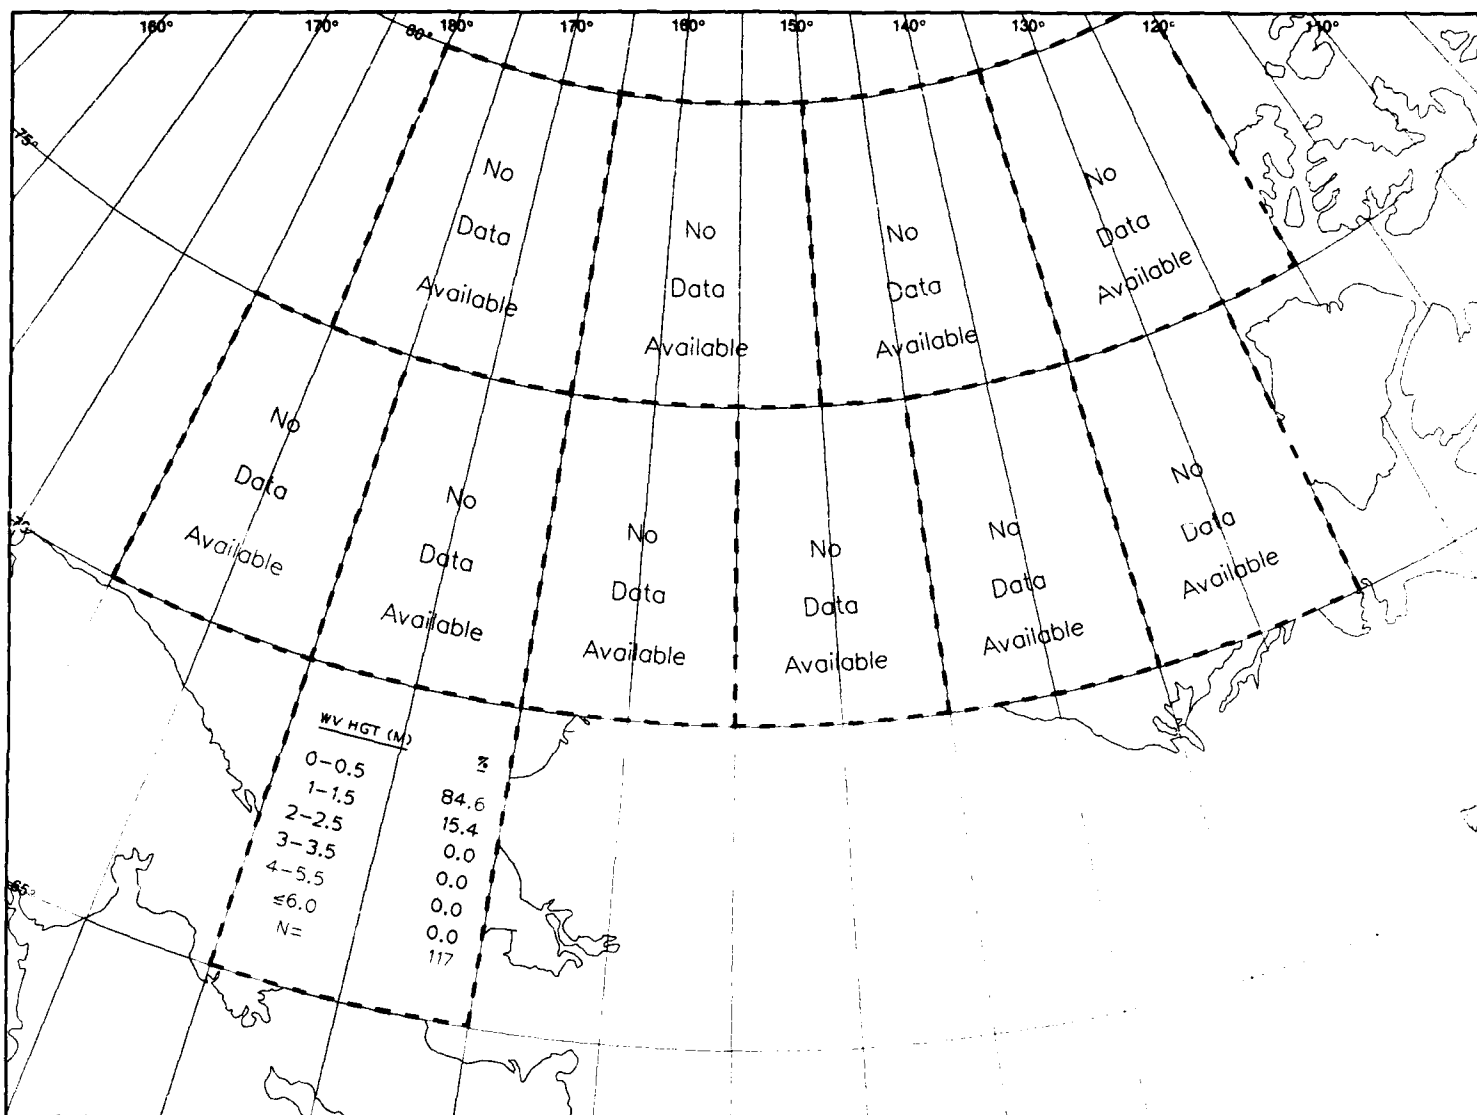 160° 170° 180° 170° 160° 150° 140° 130° 120° 110°
80°
75°
No
Data
Available
No
Data
Available
No
Data
Available
No
Data
Available
No
Data
Available
No
Data
Available
No
Data
Available
No
Data
Available
No
Data
Available
No
Data
Available
70°
WV HGT (M) %
0-0.5 84.6
1-1.5 15.4
2-2.5 0.0
3-3.5 0.0
4-5.5 0.0
≤6.0 0.0
N= 117
65°